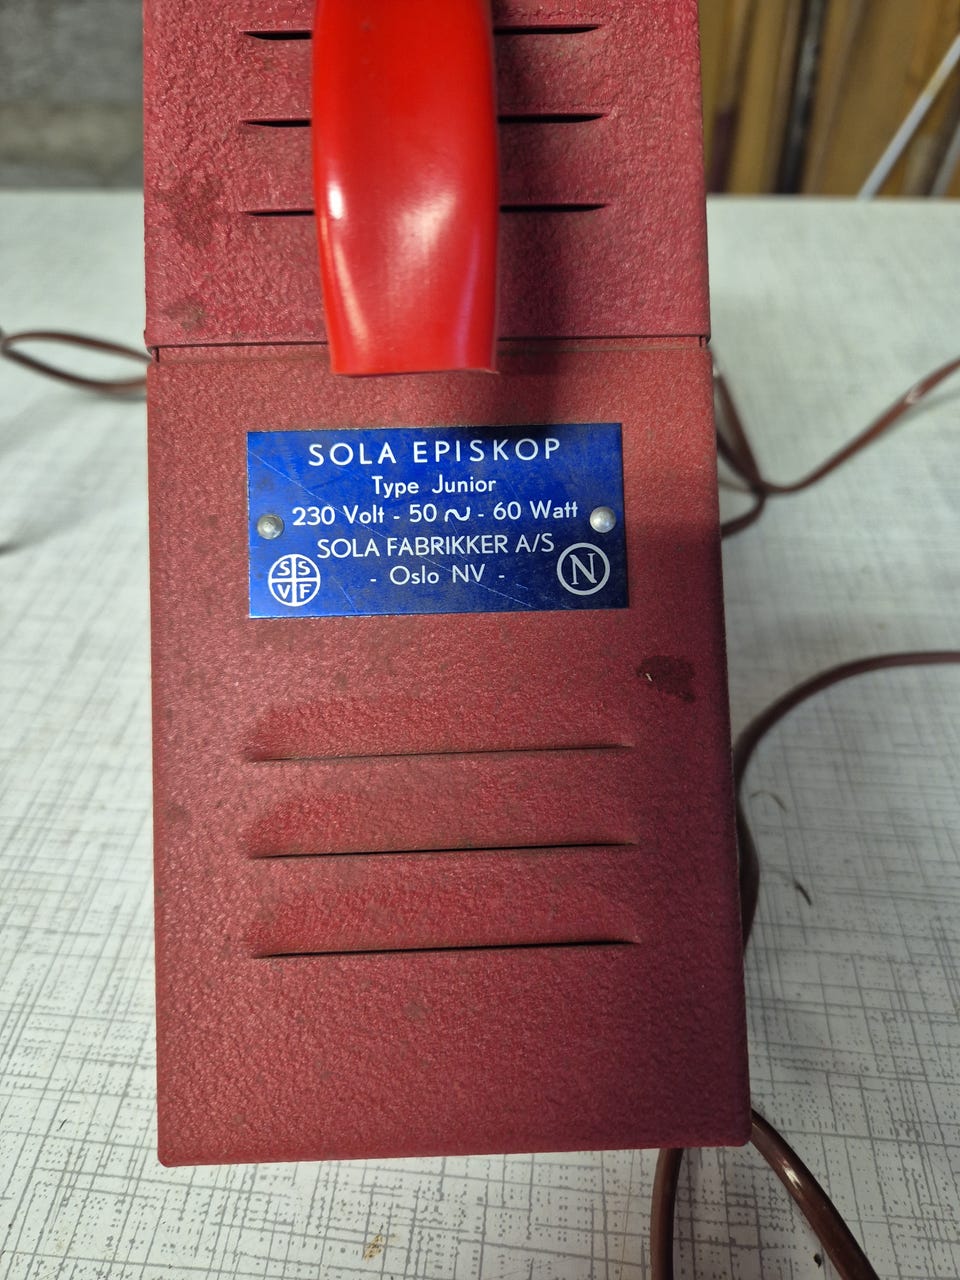 SOLA EPISKOP
Type Junior
230 Volt - 50 ~ - 60 Watt
SOLA FABRIKKER A/S
- Oslo NV -
S S
V F
N